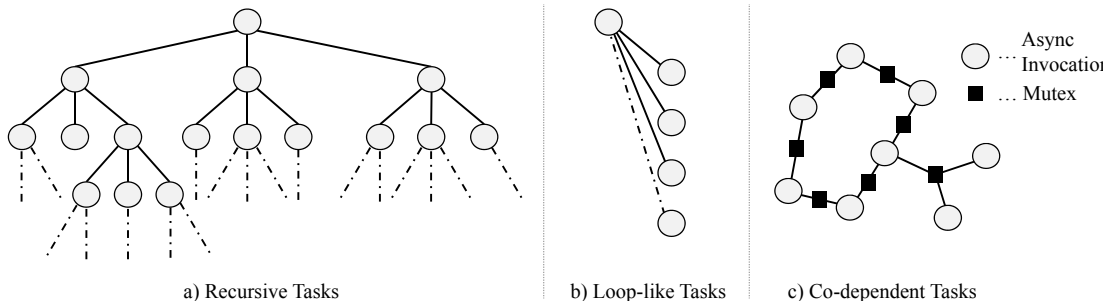 … Async
Invocation
… Mutex
a) Recursive Tasks
b) Loop-like Tasks
c) Co-dependent Tasks